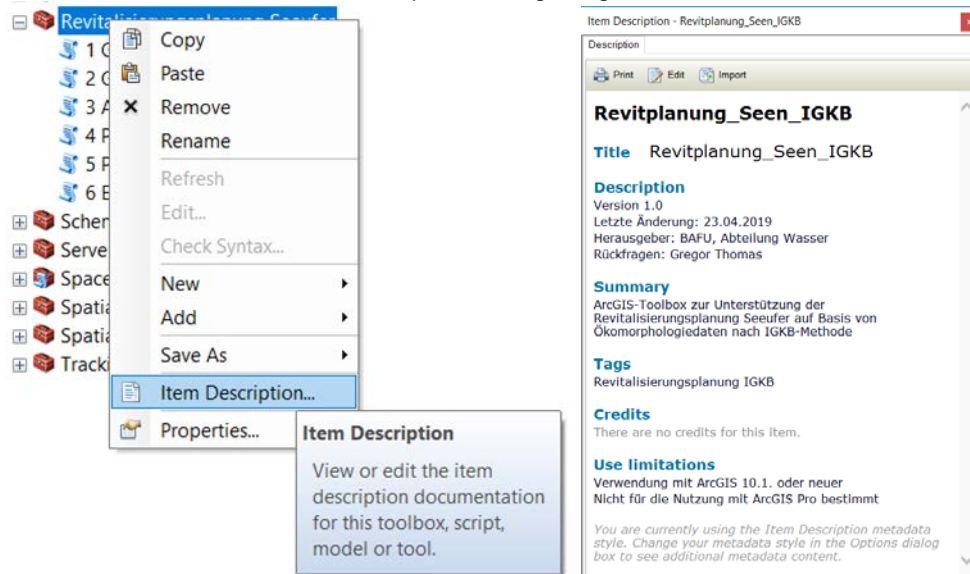 Revitalisierungsplanung Seeufer
1 G
2 G
3 A
4 P
5 P
6 E
Schem
Serve
Space
Spatia
Spatia
Tracki
Copy
Paste
Remove
Rename
Refresh
Edit...
Check Syntax...
New
Add
Save As
Item Description...
Properties...
Item Description
View or edit the item
description documentation
for this toolbox, script,
model or tool.
Item Description - Revitplanung_Seen_IGKB
Description
Print Edit Import
Revitplanung_Seen_IGKB
Title Revitplanung_Seen_IGKB
Description
Version 1.0
Letzte Änderung: 23.04.2019
Herausgeber: BAFU, Abteilung Wasser
Rückfragen: Gregor Thomas
Summary
ArcGIS-Toolbox zur Unterstützung der
Revitalisierungsplanung Seeufer auf Basis von
Ökomorphologiedaten nach IGKB-Methode
Tags
Revitalisierungsplanung IGKB
Credits
There are no credits for this item.
Use limitations
Verwendung mit ArcGIS 10.1. oder neuer
Nicht für die Nutzung mit ArcGIS Pro bestimmt
You are currently using the Item Description metadata
style. Change your metadata style in the Options dialog
box to see additional metadata content.